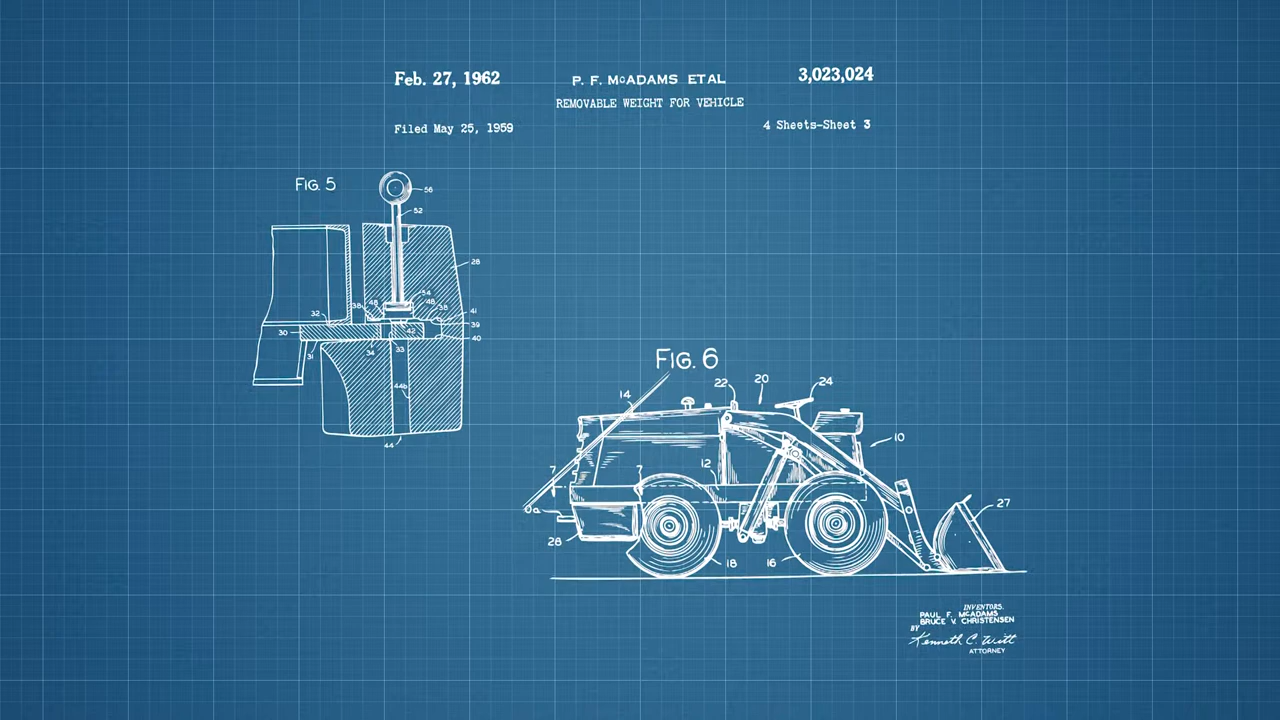 Feb. 27, 1962
P. F. McADAMS ETAL
3,023,024
REMOVABLE WEIGHT FOR VEHICLE
Filed May 25, 1959
4 Sheets-Sheet 3
FIG. 5
56
52
28
54
38
48
48
38
41
32
39
30
42
40
31
34
33
44b
44
FIG. 6
22
20
24
14
10
7
7
12
27
26
18
16
INVENTORS.
PAUL F. McADAMS
BRUCE V. CHRISTENSEN
BY
Kenneth C. Witt
ATTORNEY